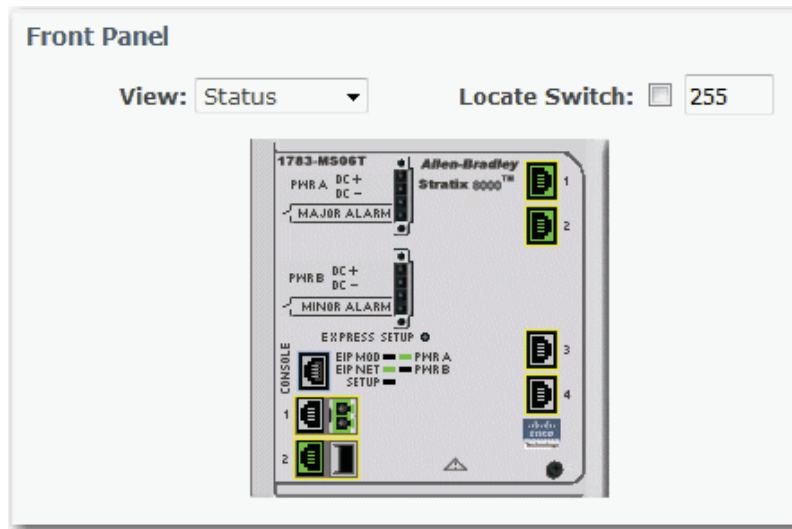 Front Panel
View: Status Locate Switch: 255
1783-MS06T Allen-Bradley
PWR A DC + Stratix 8000™ 1
DC -
MAJOR ALARM 2
PWR B DC +
DC -
MINOR ALARM
EXPRESS SETUP
CONSOLE
EIP MOD PWR A 3
EIP NET PWR B
SETUP 4
1
cisco
Technology
2